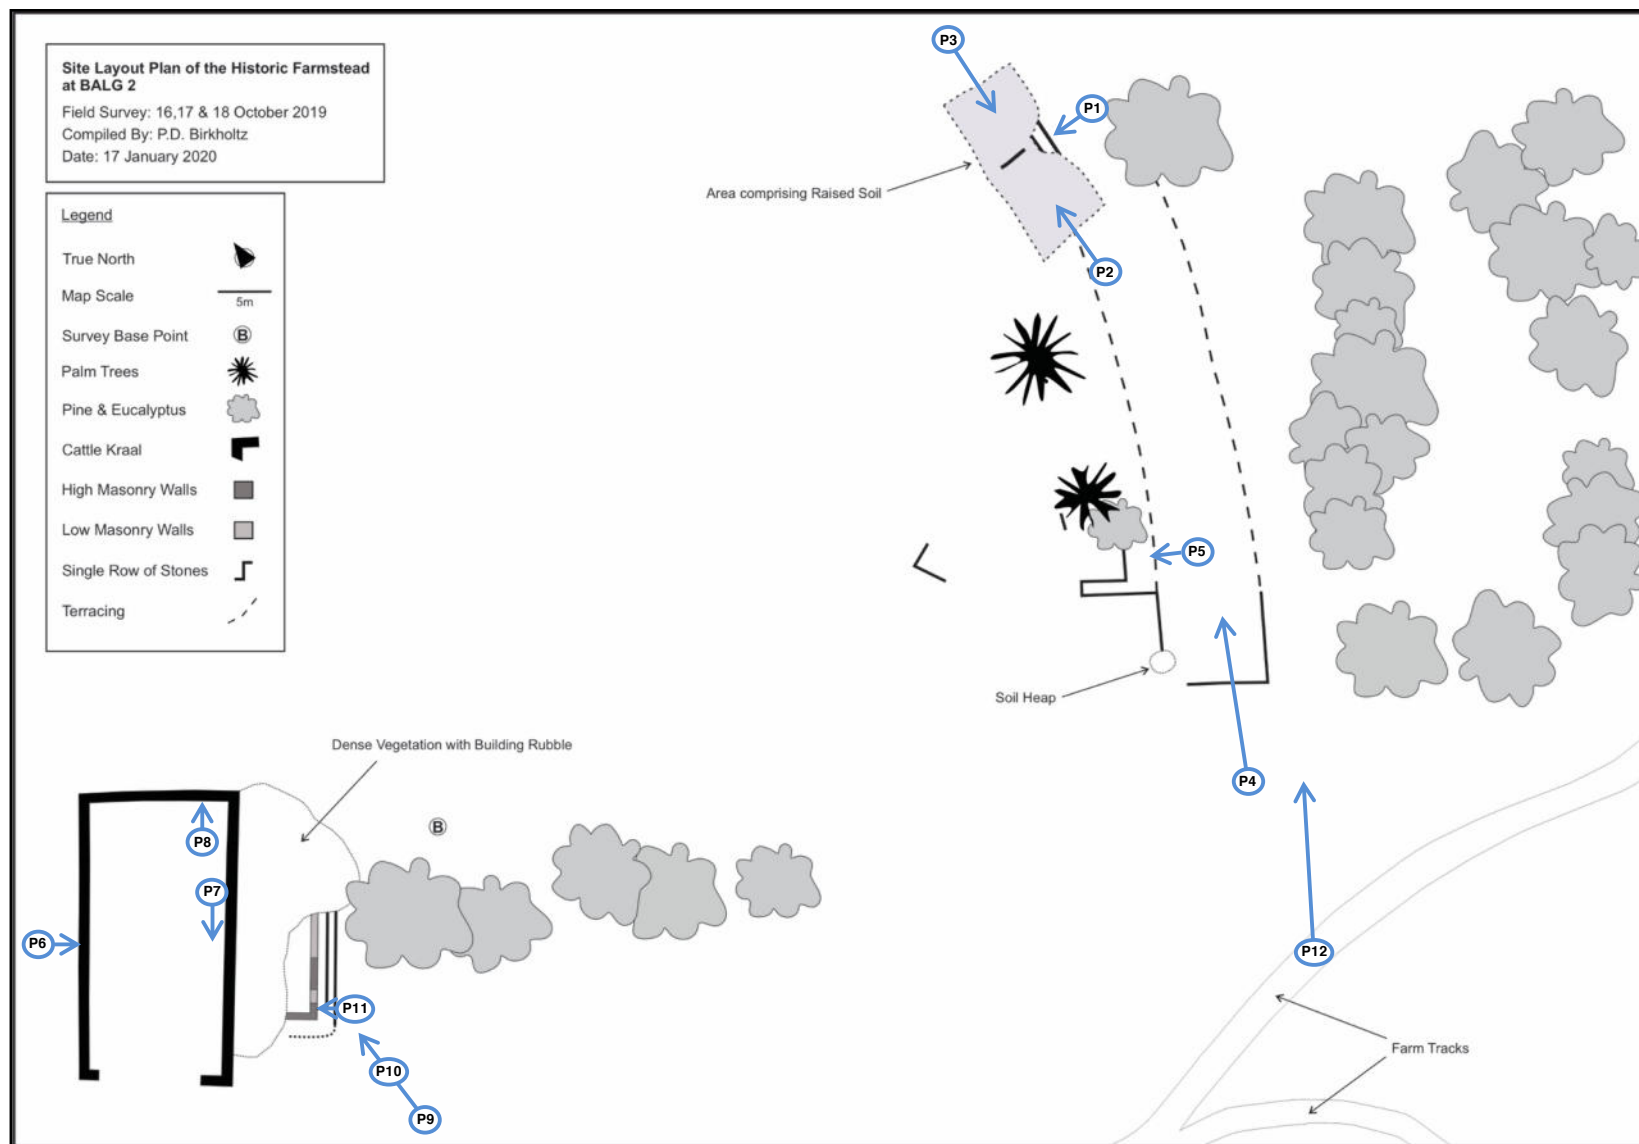 Site Layout Plan of the Historic Farmstead
at BALG 2
Field Survey: 16,17 & 18 October 2019
Compiled By: P.D. Birkholtz
Date: 17 January 2020
Legend
True North
Map Scale
5m
Survey Base Point
B
Palm Trees
Pine & Eucalyptus
Cattle Kraal
High Masonry Walls
Low Masonry Walls
Single Row of Stones
Terracing
P3
P1
Area comprising Raised Soil
P2
P5
Soil Heap
P4
Dense Vegetation with Building Rubble
B
P8
P7
P6
P12
P11
P10
P9
Farm Tracks